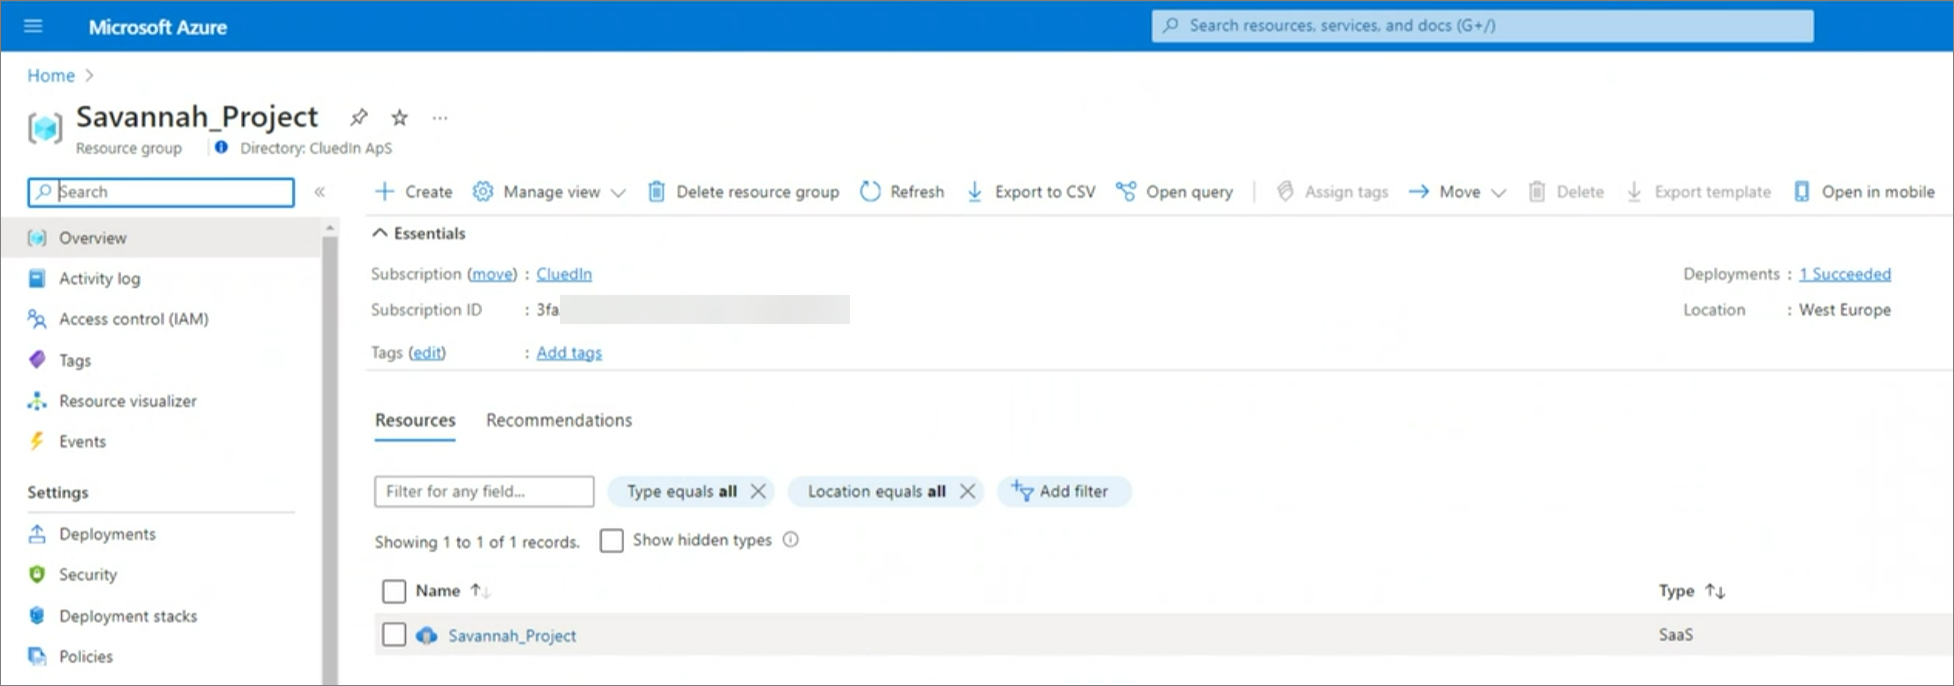 Microsoft Azure
Search resources, services, and docs (G+/)
Home >
Savannah_Project
Resource group
Directory: CluedIn ApS
Search
«
Create
Manage view
Delete resource group
Refresh
Export to CSV
Open query
Assign tags
Move
Delete
Export template
Open in mobile
Overview
Activity log
Access control (IAM)
Tags
Resource visualizer
Events
Settings
Deployments
Security
Deployment stacks
Policies
Essentials
Subscription (move) : CluedIn
Subscription ID : 3fa
Tags (edit) : Add tags
Deployments : 1 Succeeded
Location : West Europe
Resources
Recommendations
Filter for any field...
Type equals all
Location equals all
Add filter
Showing 1 to 1 of 1 records.
Show hidden types
Name ↑↓
Type ↑↓
Savannah_Project
SaaS